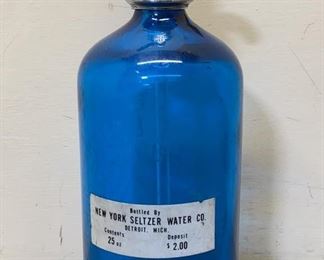 Bottled By
NEW YORK SELTZER WATER CO.
DETROIT, MICH
Contents Deposit
25 oz $ 2.00